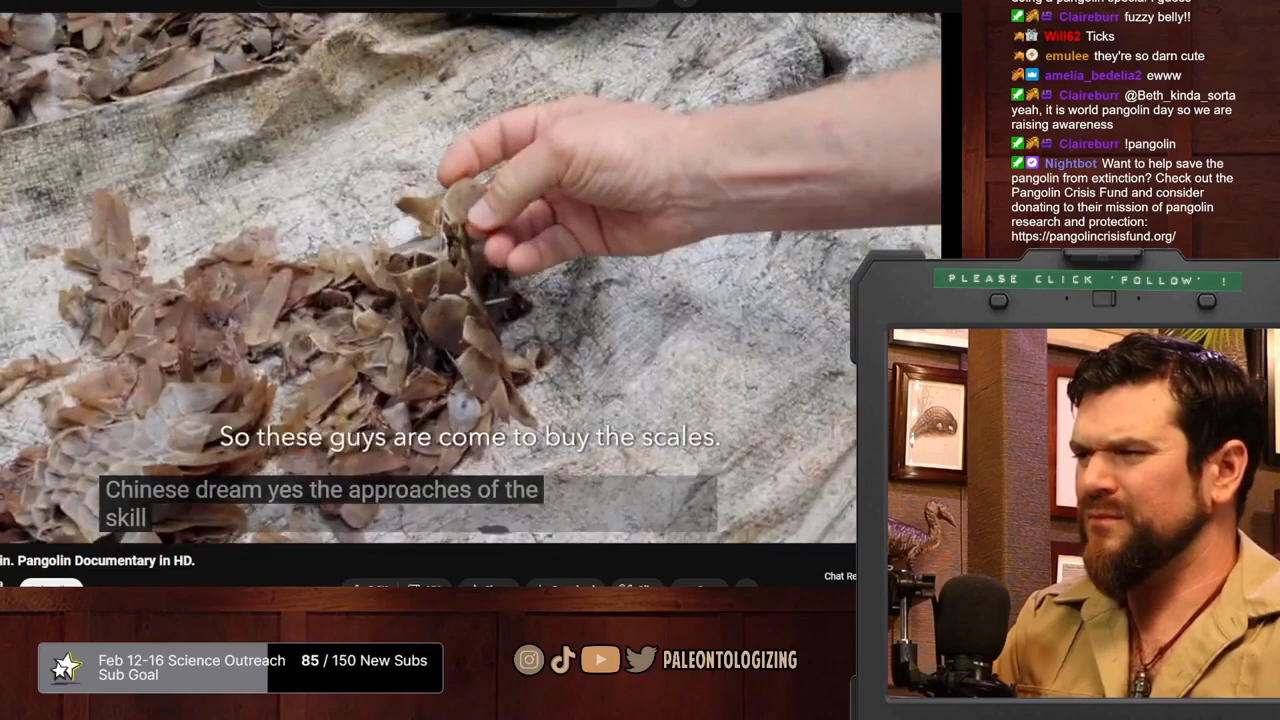 Claireburr fuzzy belly!!
Will62 Ticks
emulee they're so darn cute
amelia_bedelia2 ewww
Claireburr @Beth_kinda_sorta
yeah, it is world pangolin day so we are
raising awareness
Claireburr !pangolin
Nightbot Want to help save the
pangolin from extinction? Check out the
Pangolin Crisis Fund and consider
donating to their mission of pangolin
research and protection:
https://pangolincrisisfund.org/
PLEASE CLICK 'FOLLOW' !
So these guys are come to buy the scales.
Chinese dream yes the approaches of the
skill
in. Pangolin Documentary in HD.
Chat Re
Feb 12-16 Science Outreach
Sub Goal
85 / 150 New Subs
PALEONTOLOGIZING